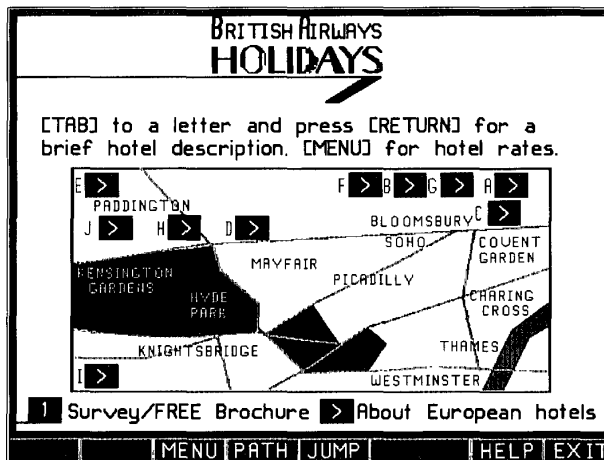 BRITISH AIRWAYS
HOLIDAYS
[TAB] to a letter and press [RETURN] for a
brief hotel description. [MENU] for hotel rates.
E > F > B > G > A >
PADDINGTON
J > H > D > BLOOMSBURY C >
SOHO COVENT
GARDEN
MAYFAIR
KENSINGTON
GARDENS
PICADILLY
HYDE
PARK
CHARING
CROSS
KNIGHTSBRIDGE
THAMES
I >
WESTMINSTER
1 Survey/FREE Brochure > About European hotels
MENU PATH JUMP HELP EXIT